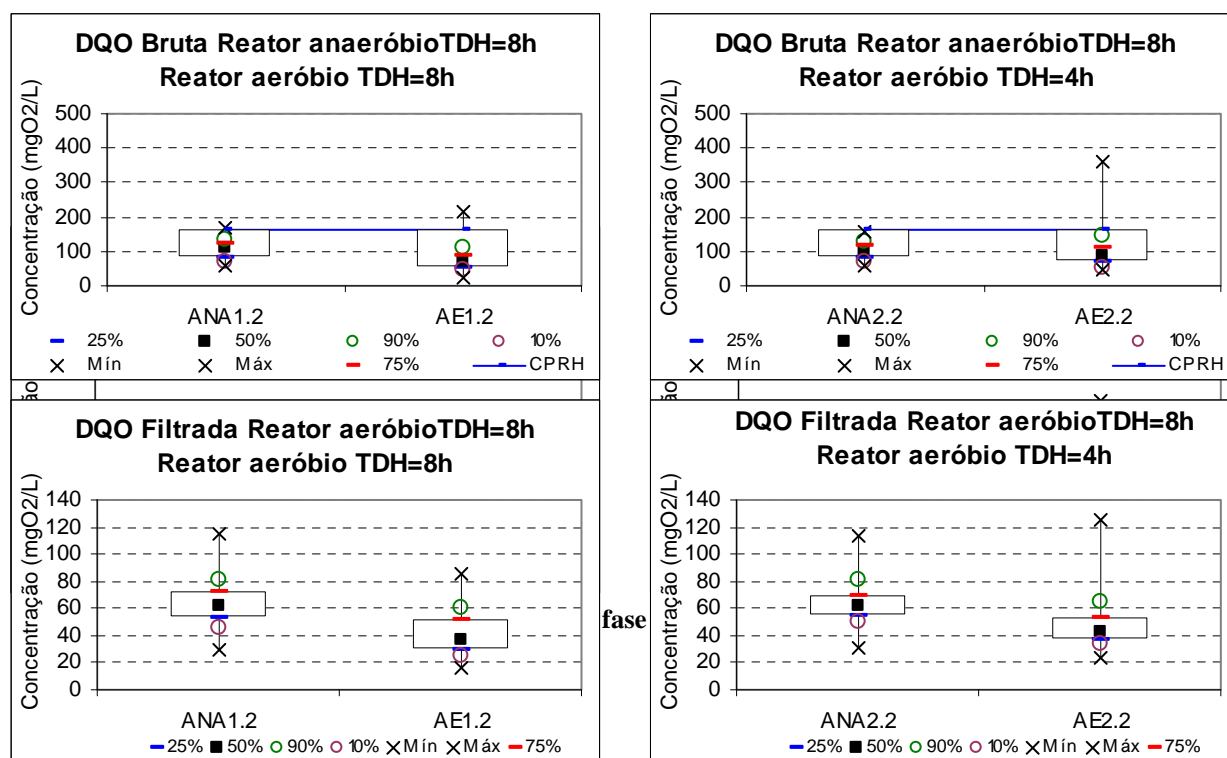 DQO Bruta Reator anaeróbioTDH=8h
Reator aeróbio TDH=8h
Concentração (mgO2/L)
500
400
300
200
100
0
ANA1.2 AE1.2
25% 50% 90% 10%
Mín Máx 75% CPRH
DQO Bruta Reator anaeróbioTDH=8h
Reator aeróbio TDH=4h
Concentração (mgO2/L)
500
400
300
200
100
0
ANA2.2 AE2.2
25% 50% 90% 10%
Mín Máx 75% CPRH
DQO Filtrada Reator aeróbioTDH=8h
Reator aeróbio TDH=8h
Concentração (mgO2/L)
140
120
100
80
60
40
20
0
ANA1.2 AE1.2
25% 50% 90% 10% Mín Máx 75%
fase
DQO Filtrada Reator aeróbioTDH=8h
Reator aeróbio TDH=4h
Concentração (mgO2/L)
140
120
100
80
60
40
20
0
ANA2.2 AE2.2
25% 50% 90% 10% Mín Máx 75%